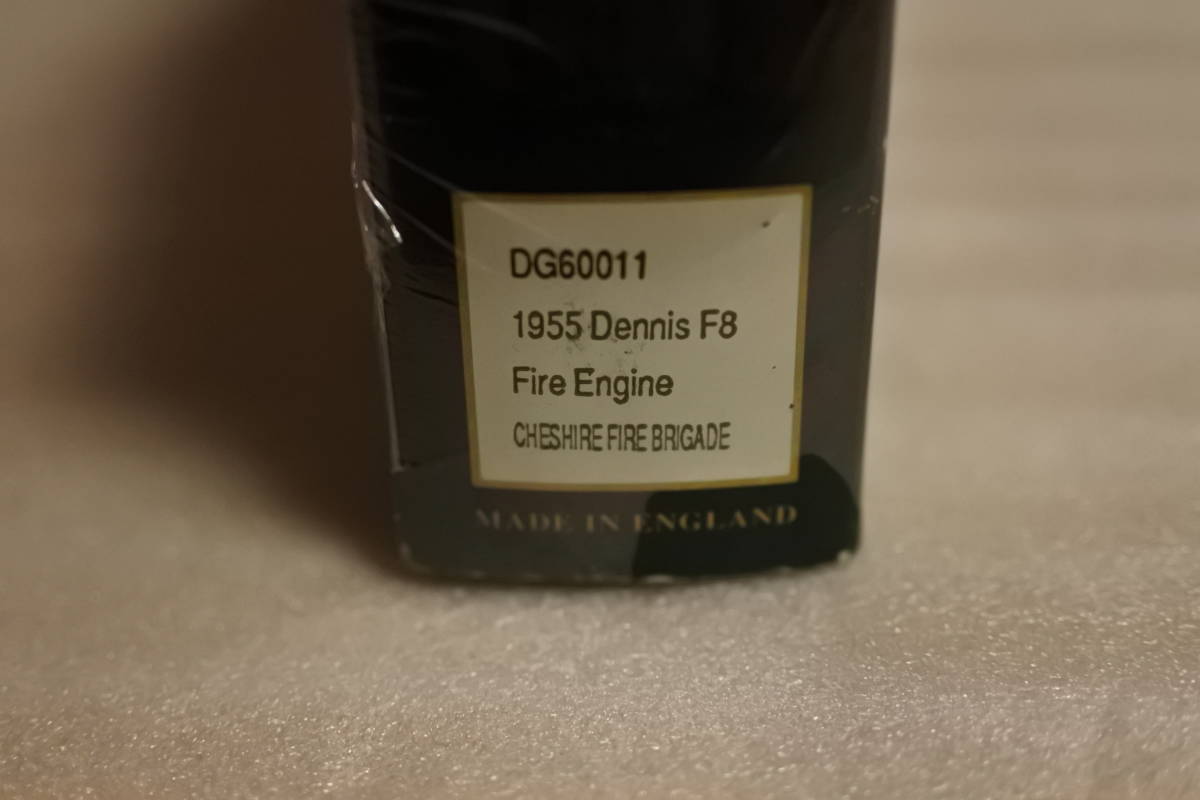 DG60011
1955 Dennis F8
Fire Engine
CHESHIRE FIRE BRIGADE
MADE IN ENGLAND